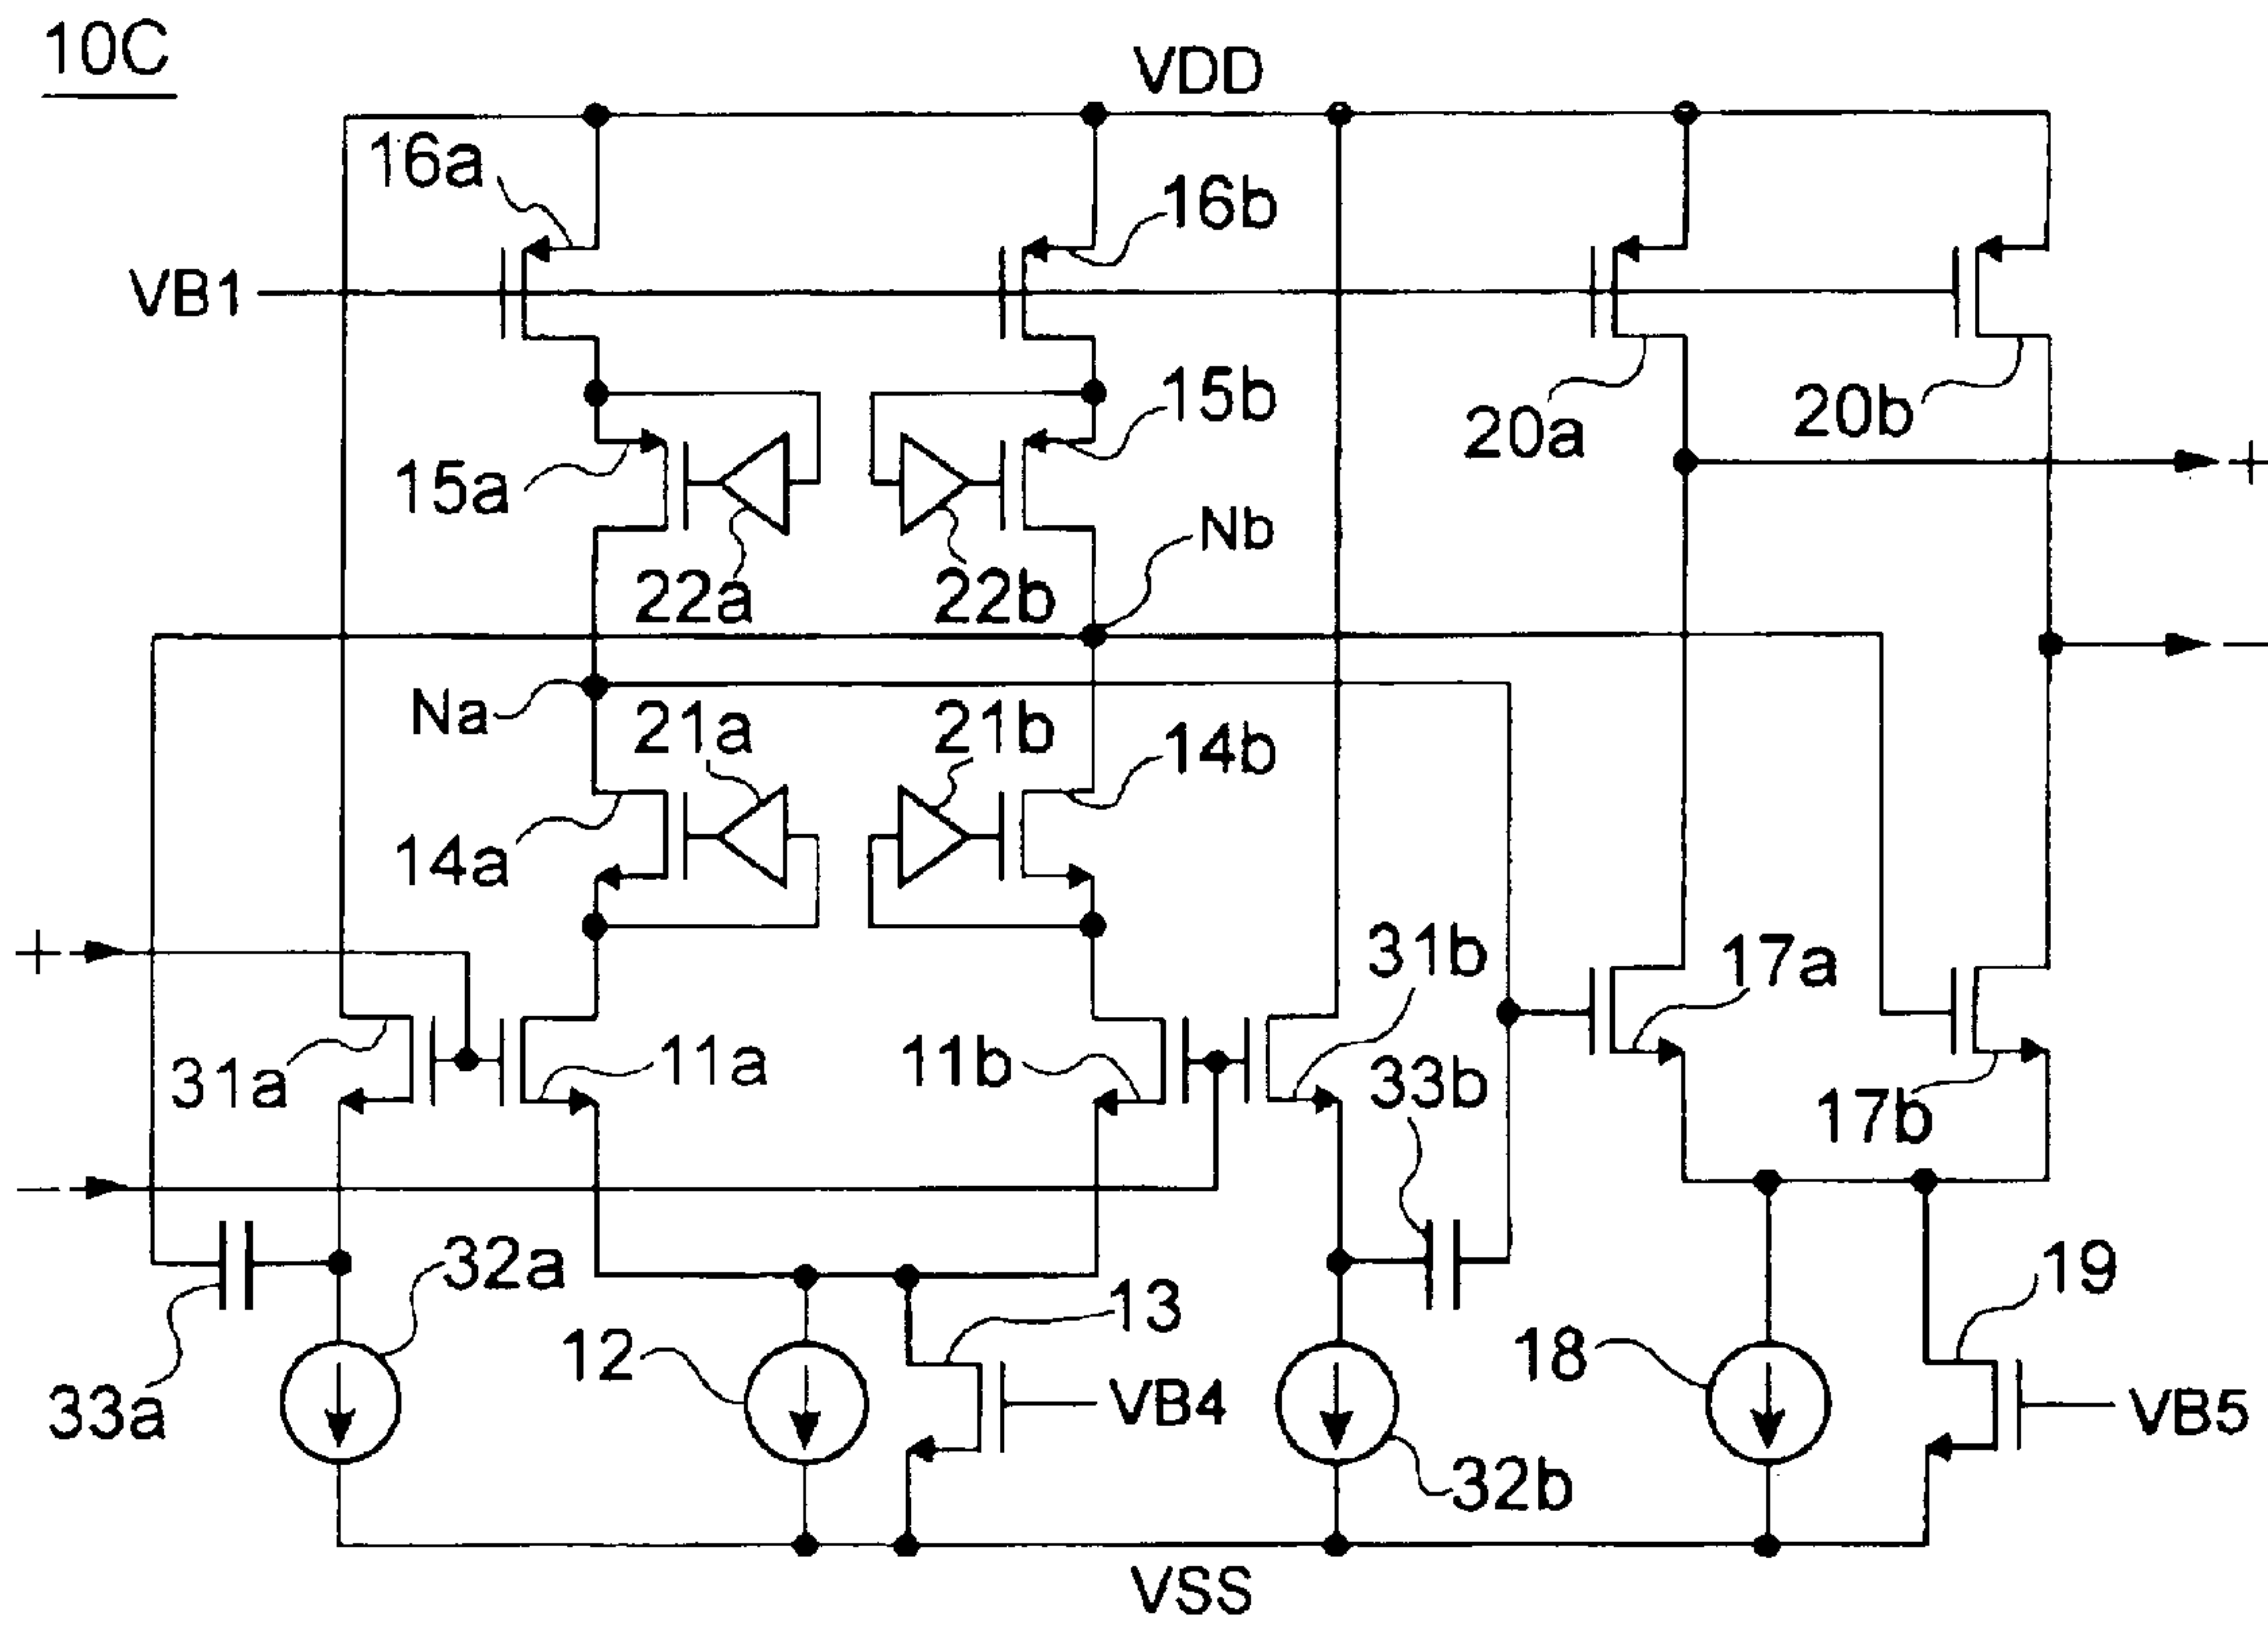 10C
VDD
16a
16b
VB1
15a
15b
20a
20b
+
22a
22b
Nb
Na
21a
21b
14b
−
14a
+
31a
11a
11b
31b
33b
17a
17b
−
33a
32a
12
13
VB4
32b
18
19
VB5
VSS